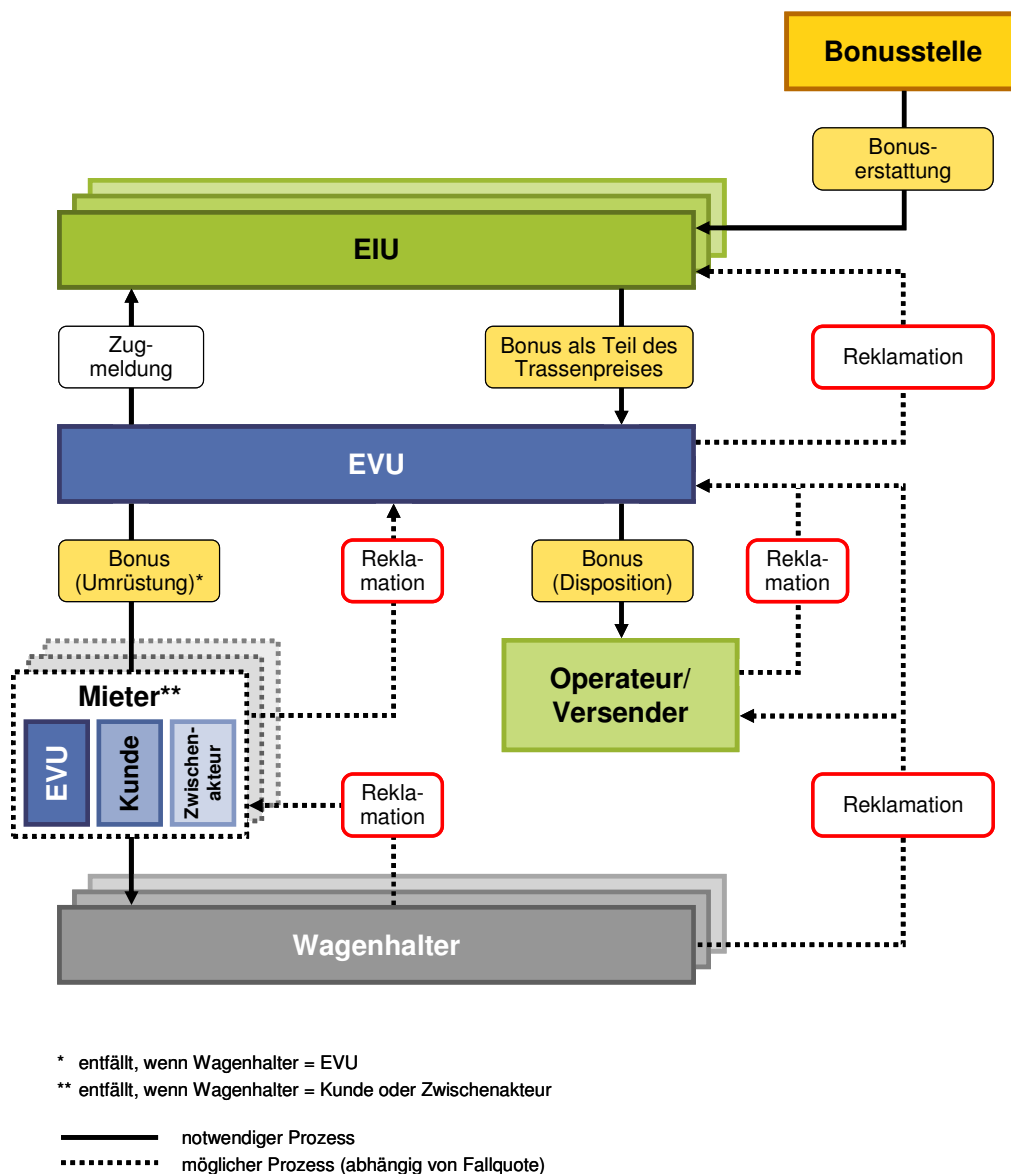 Bonusstelle
Bonus-
erstattung
EIU
Zug-
meldung
Bonus als Teil des
Trassenpreises
Reklamation
EVU
Bonus
(Umrüstung)*
Rekla-
mation
Bonus
(Disposition)
Rekla-
mation
Mieter**
EVU
Kunde
Zwischen-
akteur
Operateur/
Versender
Rekla-
mation
Reklamation
Wagenhalter
* entfällt, wenn Wagenhalter = EVU
** entfällt, wenn Wagenhalter = Kunde oder Zwischenakteur
notwendiger Prozess
möglicher Prozess (abhängig von Fallquote)